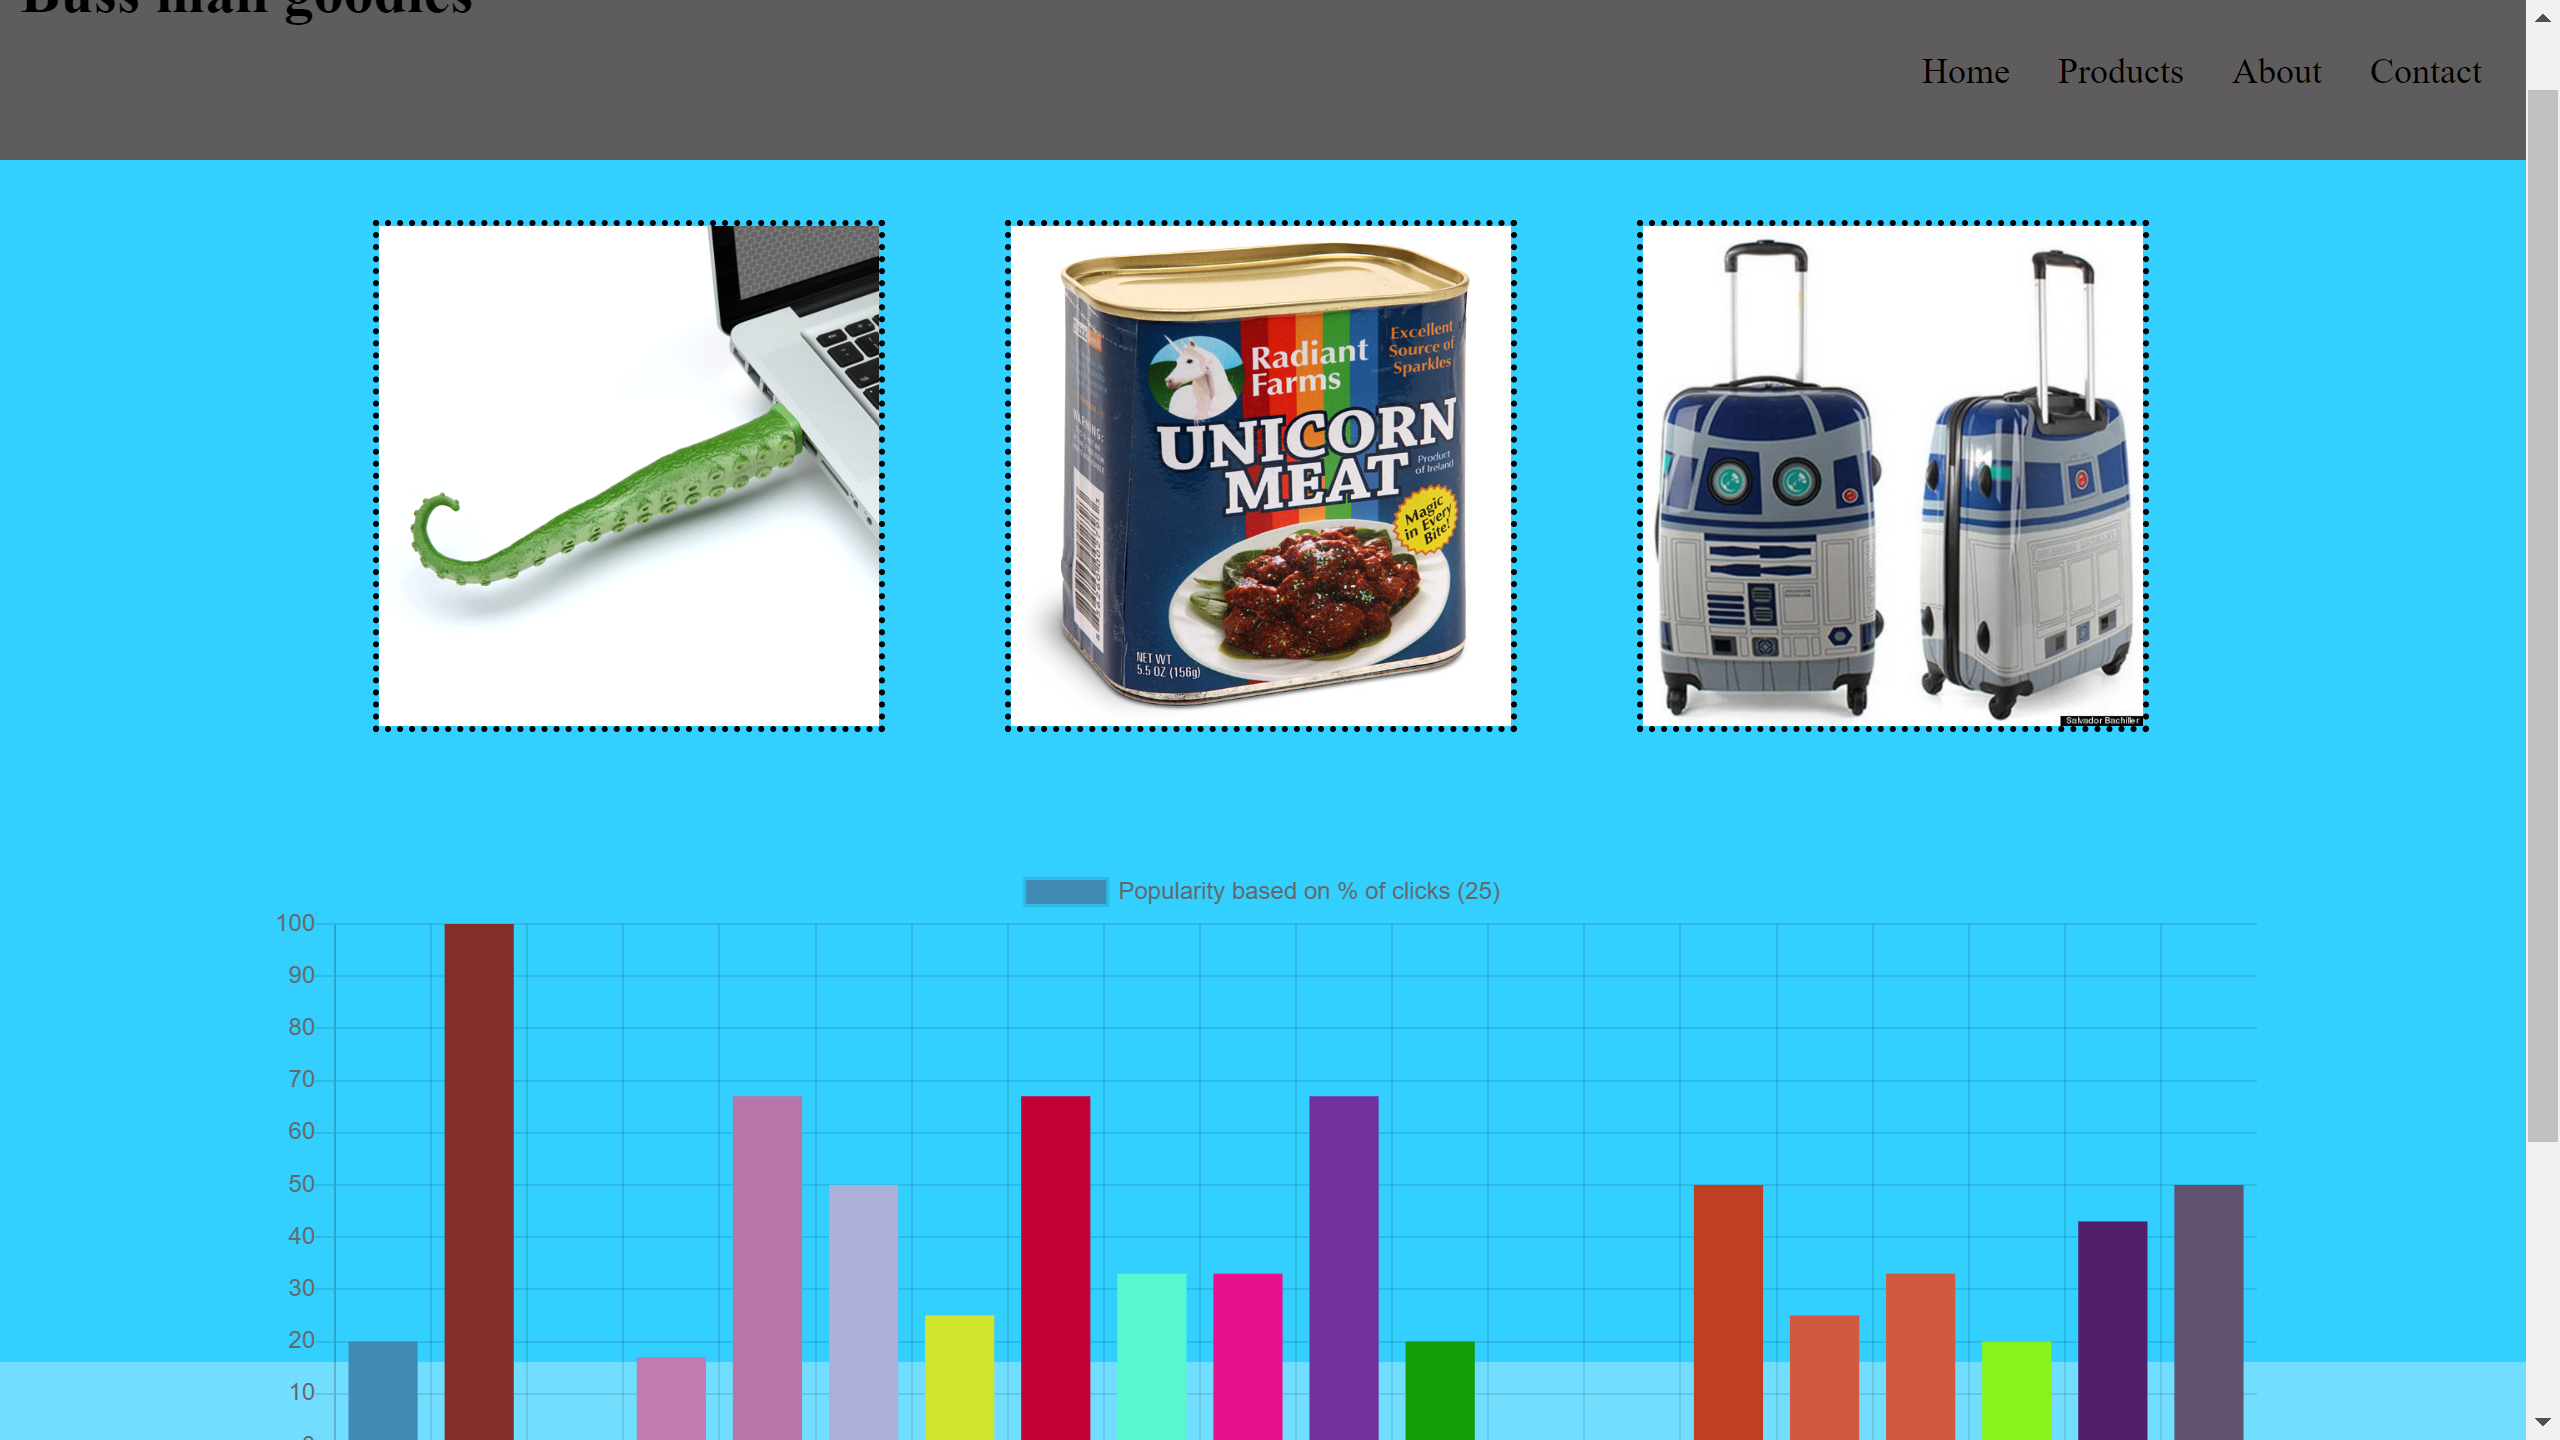 Buss mall goodies
Home Products About Contact
Radiant
Farms
Excellent
Source of
Sparkles
UNICORN
MEAT
Product
of Ireland
Magic
in Every
Bite!
WARNING:
NET WT
5.5 OZ (156g)
Salvador Bachiller
Popularity based on % of clicks (25)
100
90
80
70
60
50
40
30
20
10
0